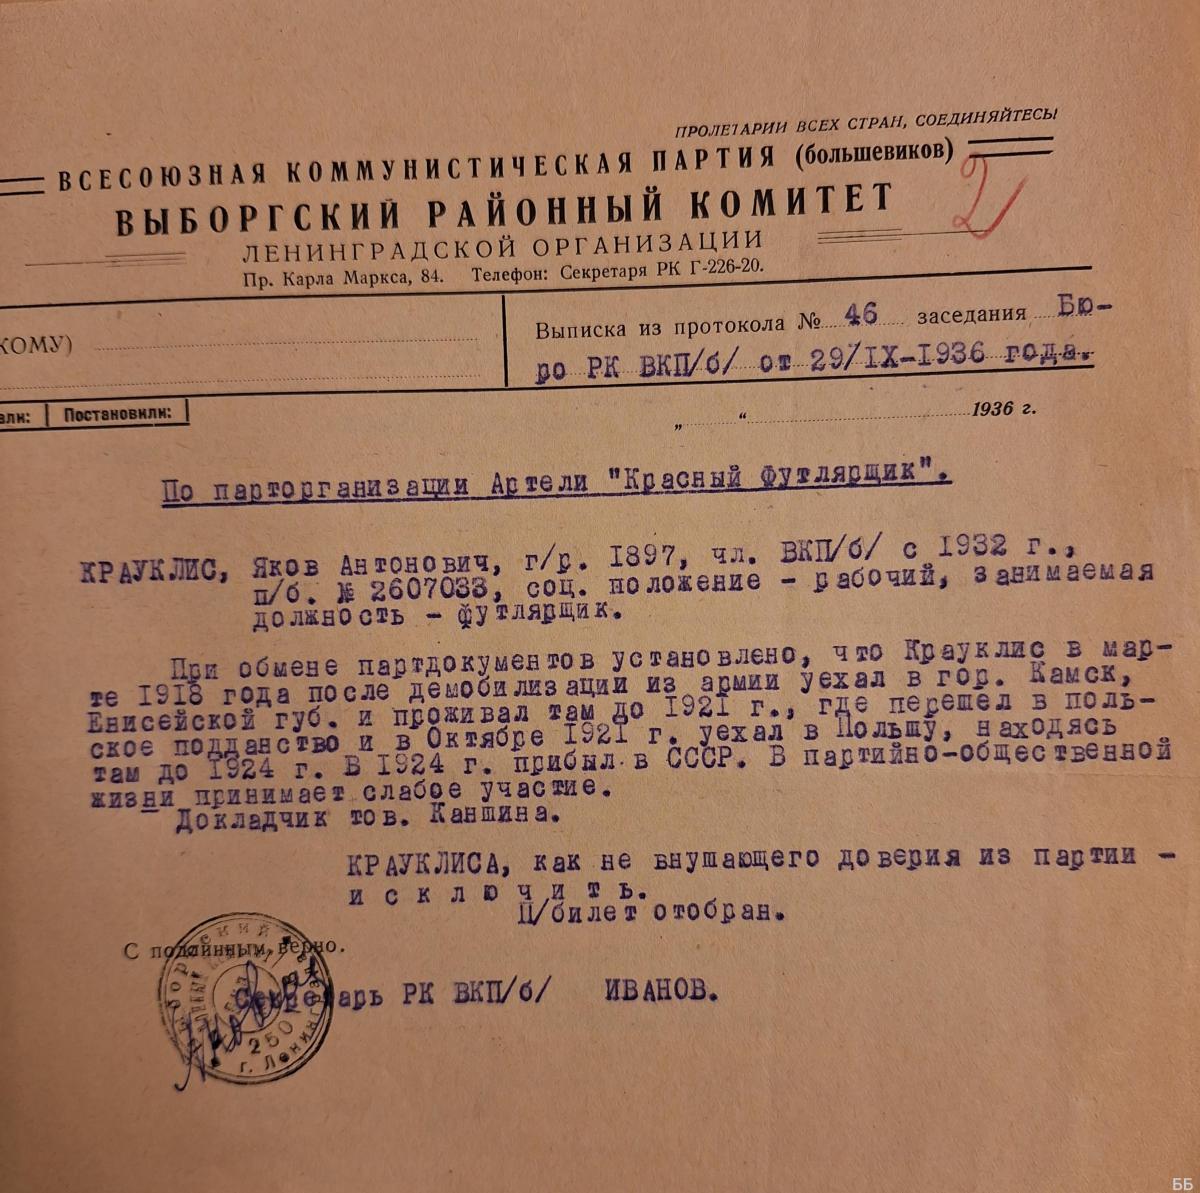 ПРОЛЕТАРИИ ВСЕХ СТРАН, СОЕДИНЯЙТЕСЬ!
ВСЕСОЮЗНАЯ КОММУНИСТИЧЕСКАЯ ПАРТИЯ (большевиков)
2
ВЫБОРГСКИЙ РАЙОННЫЙ КОМИТЕТ
ЛЕНИНГРАДСКОЙ ОРГАНИЗАЦИИ
Пр. Карла Маркса, 84. Телефон: Секретаря РК Г-226-20.
КОМУ)
Выписка из протокола № 46 заседания Бю-
ро РК ВКП/б/ от 29/IX-1936 года.
али: Постановили:
„ “ 1936 г.
По парторганизации Артели "Красный Футлярщик".
КРАУКЛИС, Яков Антонович, г/р. 1897, чл. ВКП/б/ с 1932 г.,
п/б. № 2607033, соц. положение - рабочий, занимаемая
должность - футлярщик.
При обмене партдокументов установлено, что Крауклис в мар-
те 1918 года после демобилизации из армии уехал в гор. Камск,
Енисейской губ. и проживал там до 1921 г., где перешел в поль-
ское подданство и в Октябре 1921 г. уехал в Польшу, находясь
там до 1924 г. В 1924 г. прибыл в СССР. В партийно-общественной
жизни принимает слабое участие.
Докладчик тов. Каншина.
КРАУКЛИСА, как не внушающего доверия из партии -
и с к л ю ч и т ь.
П/билет отобран.
С подлинным верно.
Секретарь РК ВКП/б/ ИВАНОВ.
250
г. Ленинград
ББ